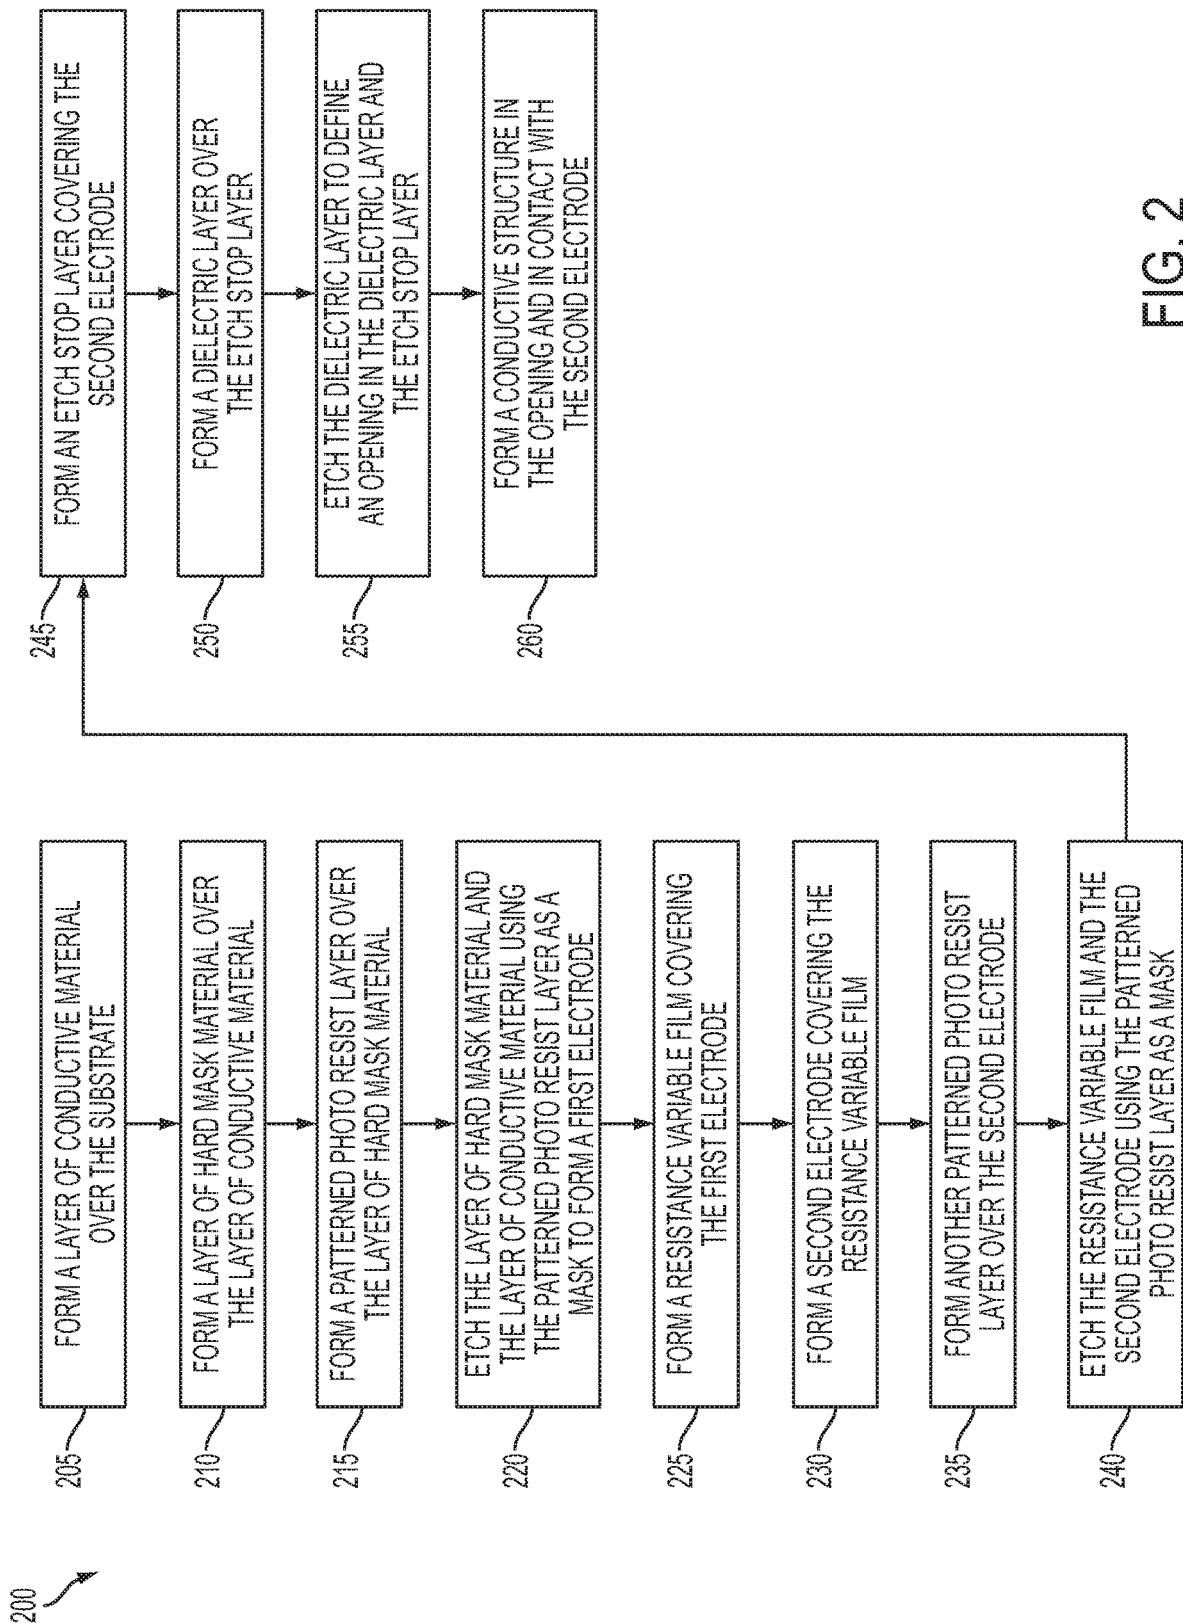 200
205
FORM A LAYER OF CONDUCTIVE MATERIAL
OVER THE SUBSTRATE
210
FORM A LAYER OF HARD MASK MATERIAL OVER
THE LAYER OF CONDUCTIVE MATERIAL
215
FORM A PATTERNED PHOTO RESIST LAYER OVER
THE LAYER OF HARD MASK MATERIAL
220
ETCH THE LAYER OF HARD MASK MATERIAL AND
THE LAYER OF CONDUCTIVE MATERIAL USING
THE PATTERNED PHOTO RESIST LAYER AS A
MASK TO FORM A FIRST ELECTRODE
225
FORM A RESISTANCE VARIABLE FILM COVERING
THE FIRST ELECTRODE
230
FORM A SECOND ELECTRODE COVERING THE
RESISTANCE VARIABLE FILM
235
FORM ANOTHER PATTERNED PHOTO RESIST
LAYER OVER THE SECOND ELECTRODE
240
ETCH THE RESISTANCE VARIABLE FILM AND THE
SECOND ELECTRODE USING THE PATTERNED
PHOTO RESIST LAYER AS A MASK
245
FORM AN ETCH STOP LAYER COVERING THE
SECOND ELECTRODE
250
FORM A DIELECTRIC LAYER OVER
THE ETCH STOP LAYER
255
ETCH THE DIELECTRIC LAYER TO DEFINE
AN OPENING IN THE DIELECTRIC LAYER AND
THE ETCH STOP LAYER
260
FORM A CONDUCTIVE STRUCTURE IN
THE OPENING AND IN CONTACT WITH
THE SECOND ELECTRODE
FIG. 2